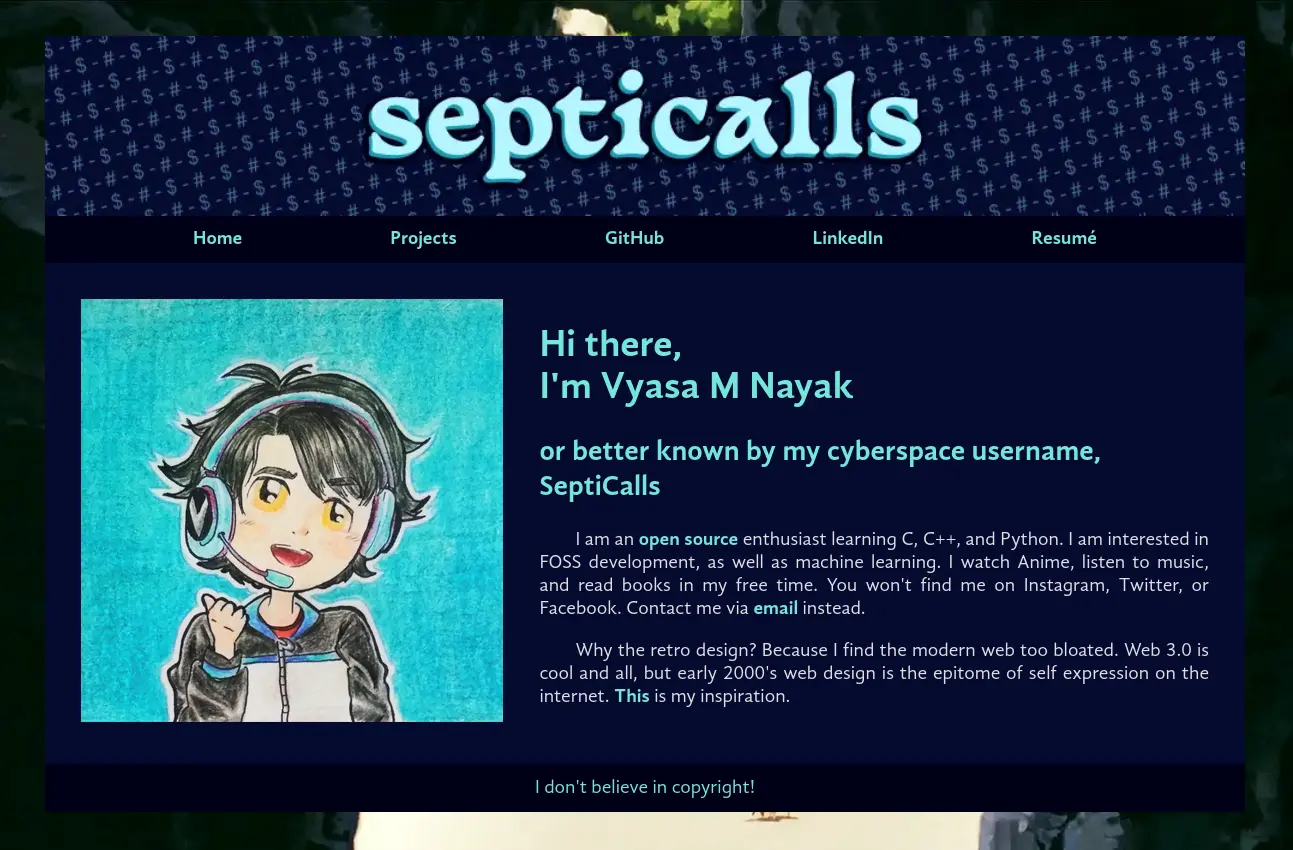 septicalls
Home Projects GitHub LinkedIn Resumé
Hi there,
I'm Vyasa M Nayak
or better known by my cyberspace username,
SeptiCalls
I am an open source enthusiast learning C, C++, and Python. I am interested in
FOSS development, as well as machine learning. I watch Anime, listen to music,
and read books in my free time. You won't find me on Instagram, Twitter, or
Facebook. Contact me via email instead.
Why the retro design? Because I find the modern web too bloated. Web 3.0 is
cool and all, but early 2000's web design is the epitome of self expression on the
internet. This is my inspiration.
I don't believe in copyright!